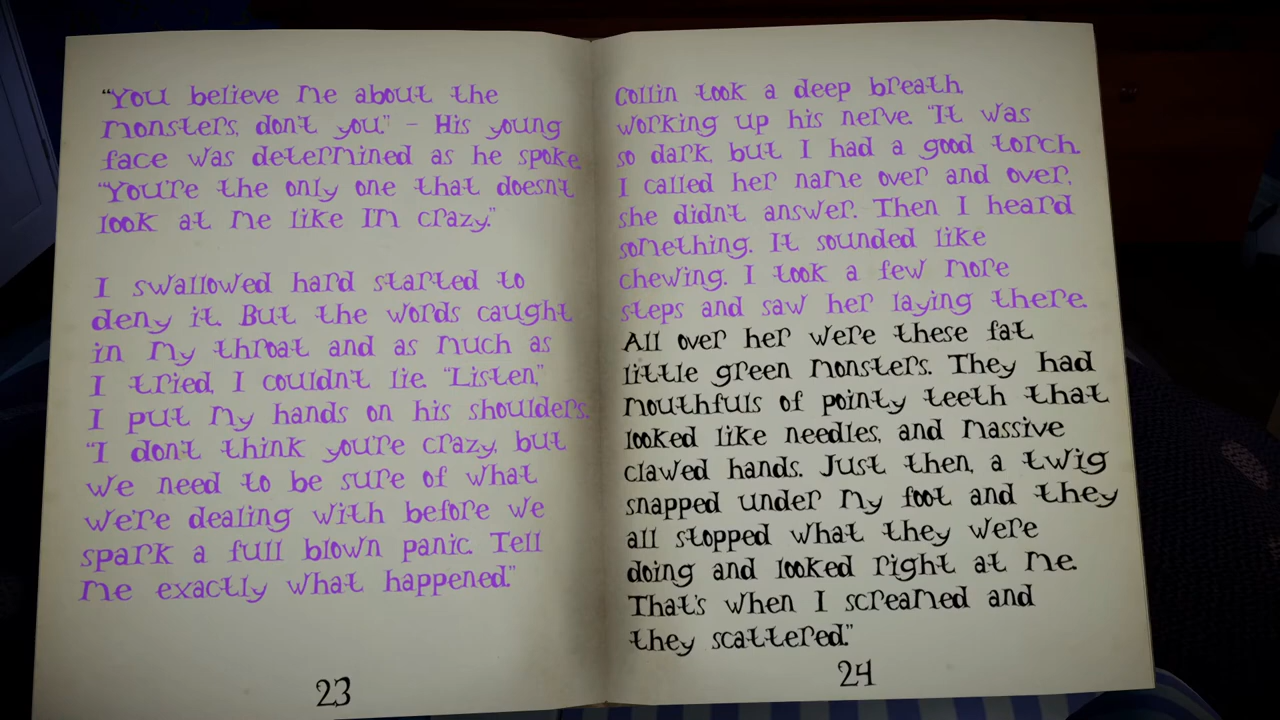 "You believe me about the
monsters, don't you." - His young
face was determined as he spoke.
"You're the only one that doesn't
look at me like I'm crazy."
I swallowed hard started to
deny it. But the words caught
in my throat and as much as
I tried, I couldn't lie. "Listen,"
I put my hands on his shoulders.
"I don't think you're crazy, but
we need to be sure of what
we're dealing with before we
spark a full blown panic. Tell
me exactly what happened."
23
Collin took a deep breath,
working up his nerve. "It was
so dark, but I had a good torch.
I called her name over and over,
she didn't answer. Then I heard
something. It sounded like
chewing. I took a few more
steps and saw her laying there.
All over her were these fat
little green monsters. They had
mouthfuls of pointy teeth that
looked like needles, and massive
clawed hands. Just then, a twig
snapped under my foot and they
all stopped what they were
doing and looked right at me.
That's when I screamed and
they scattered."
24